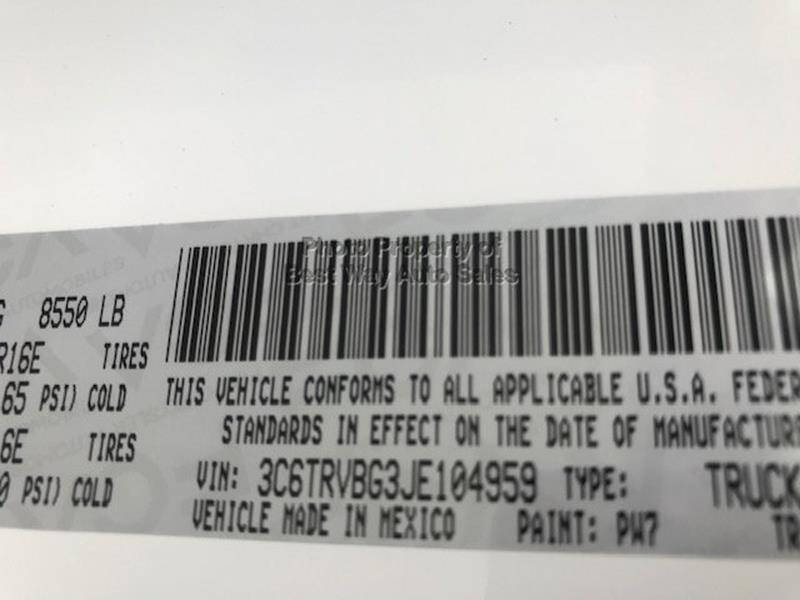 Photo Property of
Best Way Auto Sales
8550 LB
R16E TIRES
65 PSI) COLD
6E TIRES
0 PSI) COLD
THIS VEHICLE CONFORMS TO ALL APPLICABLE U.S.A. FEDER
STANDARDS IN EFFECT ON THE DATE OF MANUFACTUR
VIN: 3C6TRVBG3JE104959 TYPE: TRUCK
VEHICLE MADE IN MEXICO PAINT: PW7 TR